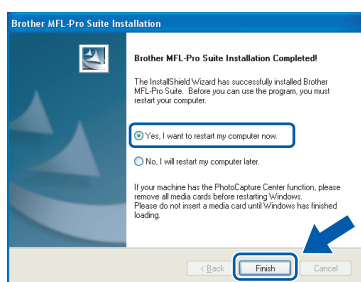 Brother MFL-Pro Suite Installation
Brother MFL-Pro Suite Installation Completed!
The InstallShield Wizard has successfully installed Brother
MFL-Pro Suite. Before you can use the program, you must
restart your computer.
Yes, I want to restart my computer now.
No, I will restart my computer later.
If your machine has the PhotoCapture Center function, please
remove all media cards before restarting Windows.
Please do not insert a media card until Windows has finished
loading.
< Back
Finish
Cancel